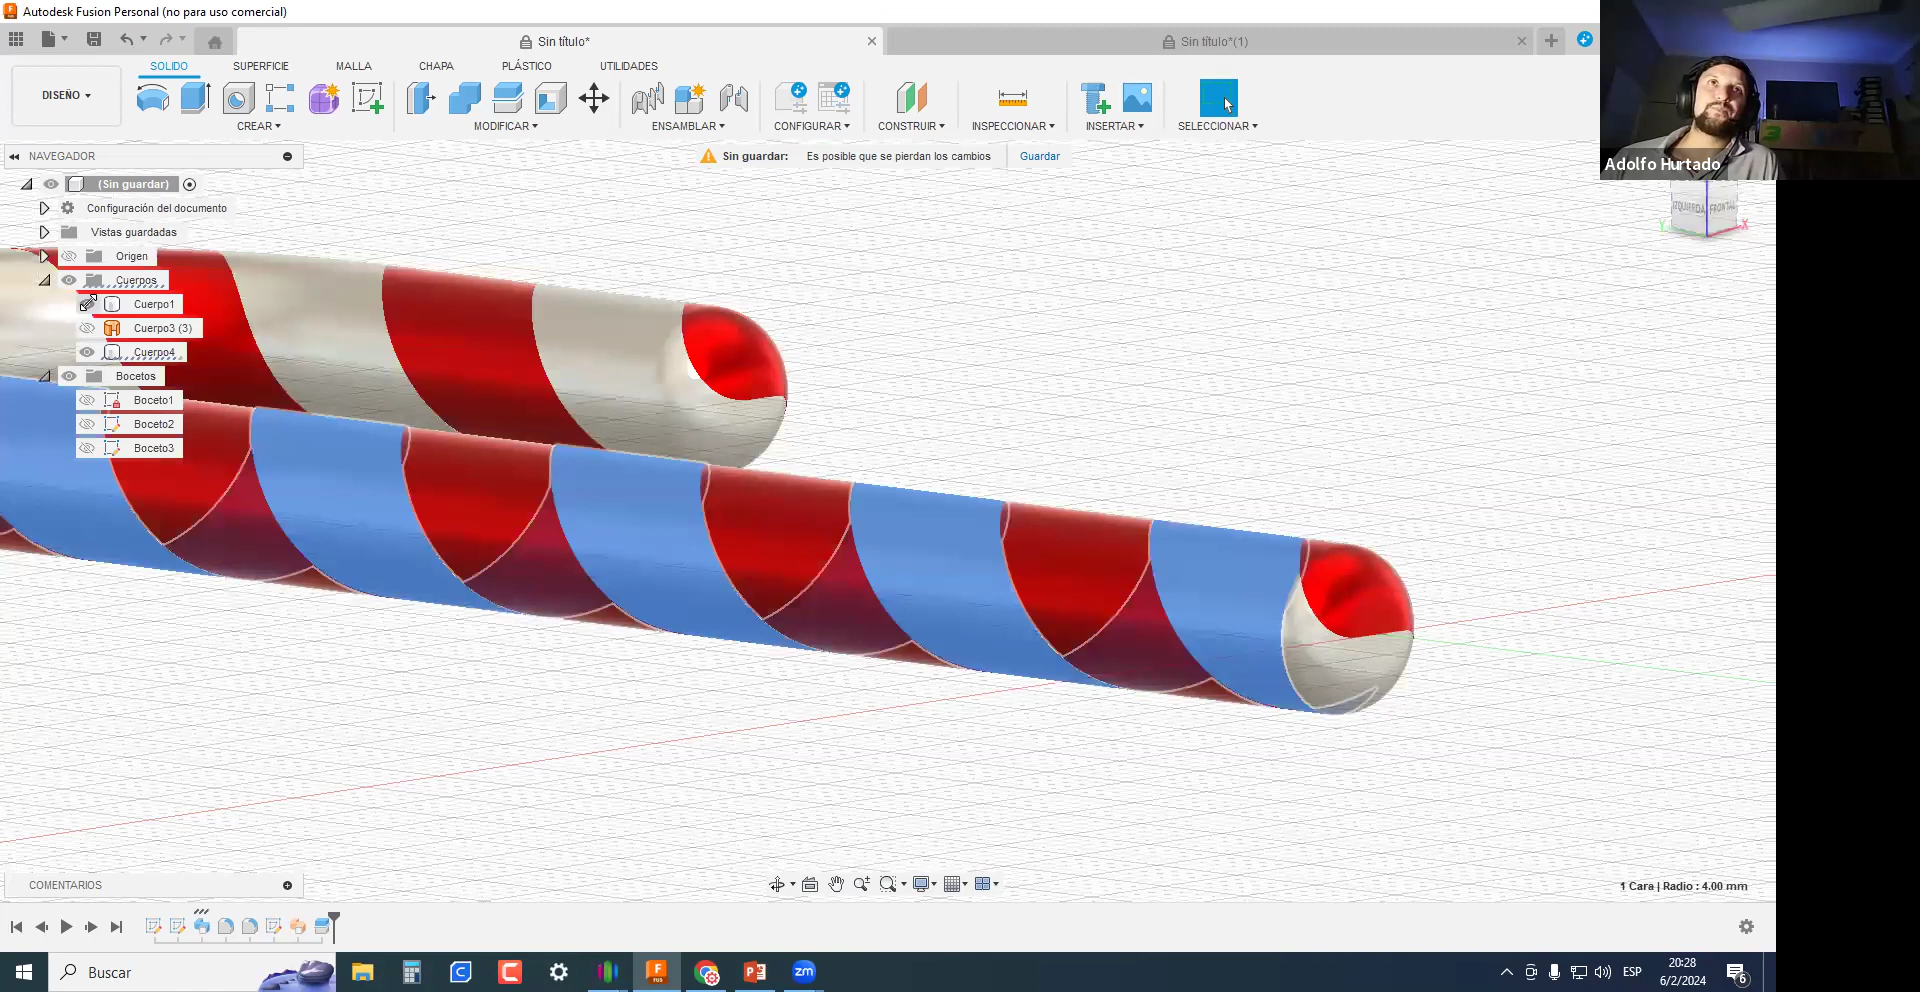 Autodesk Fusion Personal (no para uso comercial)
Sin título*
Sin título*(1)
SOLIDO
SUPERFICIE
MALLA
CHAPA
PLÁSTICO
UTILIDADES
DISEÑO
CREAR
MODIFICAR
ENSAMBLAR
CONFIGURAR
CONSTRUIR
INSPECCIONAR
INSERTAR
SELECCIONAR
NAVEGADOR
Sin guardar: Es posible que se pierdan los cambios Guardar
Adolfo Hurtado
(Sin guardar)
IZQUIERDA FRONTAL
Y X
Configuración del documento
Vistas guardadas
Origen
Cuerpos
Cuerpo1
Cuerpo3 (3)
Cuerpo4
Bocetos
Boceto1
Boceto2
Boceto3
COMENTARIOS
1 Cara | Radio : 4.00 mm
Buscar
ESP
20:28
6/2/2024
6